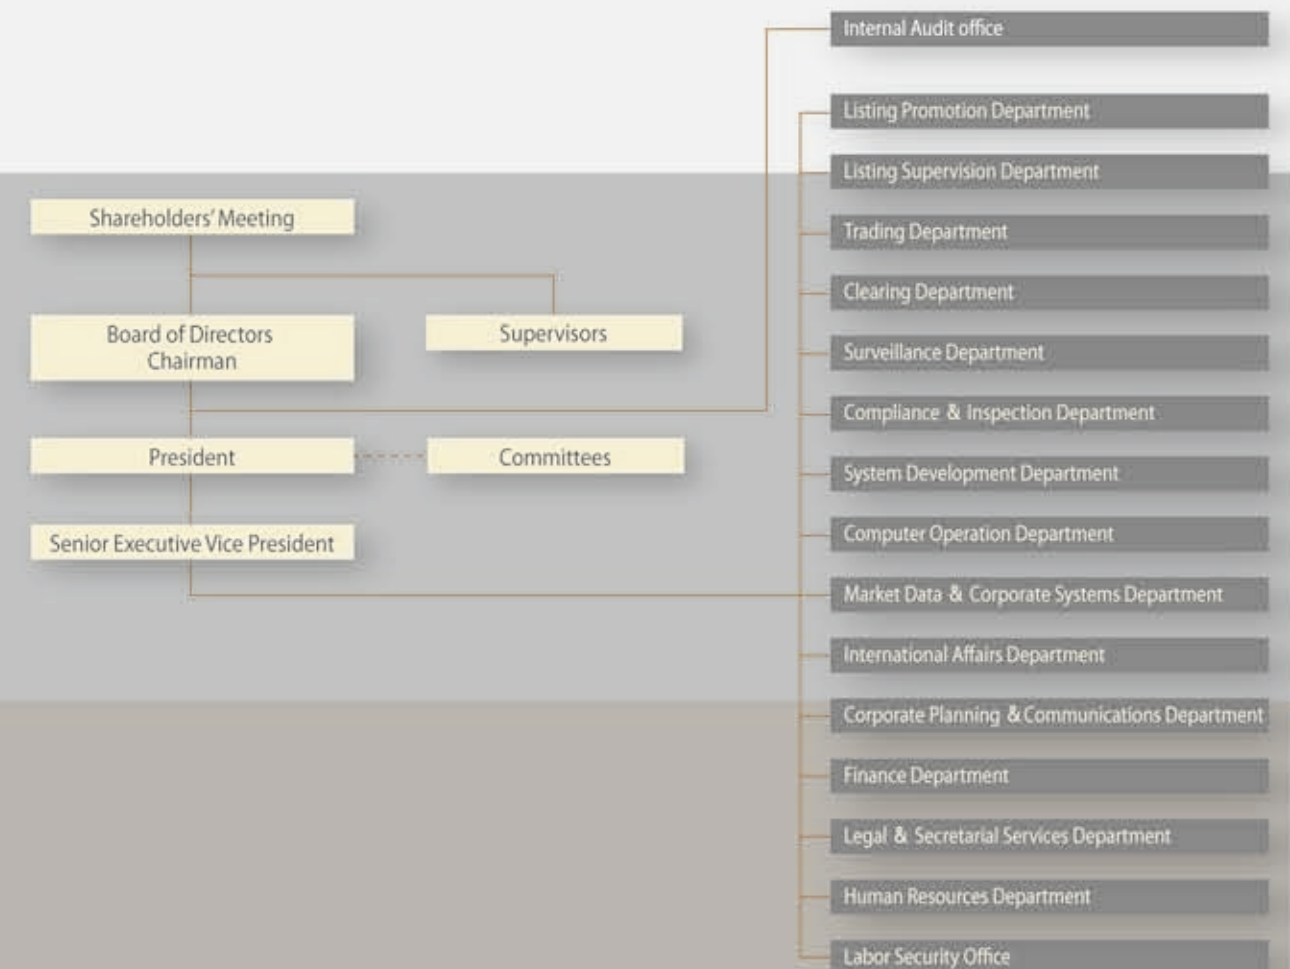 Shareholders' Meeting
Board of Directors
Chairman
Supervisors
President
Committees
Senior Executive Vice President
Internal Audit office
Listing Promotion Department
Listing Supervision Department
Trading Department
Clearing Department
Surveillance Department
Compliance & Inspection Department
System Development Department
Computer Operation Department
Market Data & Corporate Systems Department
International Affairs Department
Corporate Planning & Communications Department
Finance Department
Legal & Secretarial Services Department
Human Resources Department
Labor Security Office